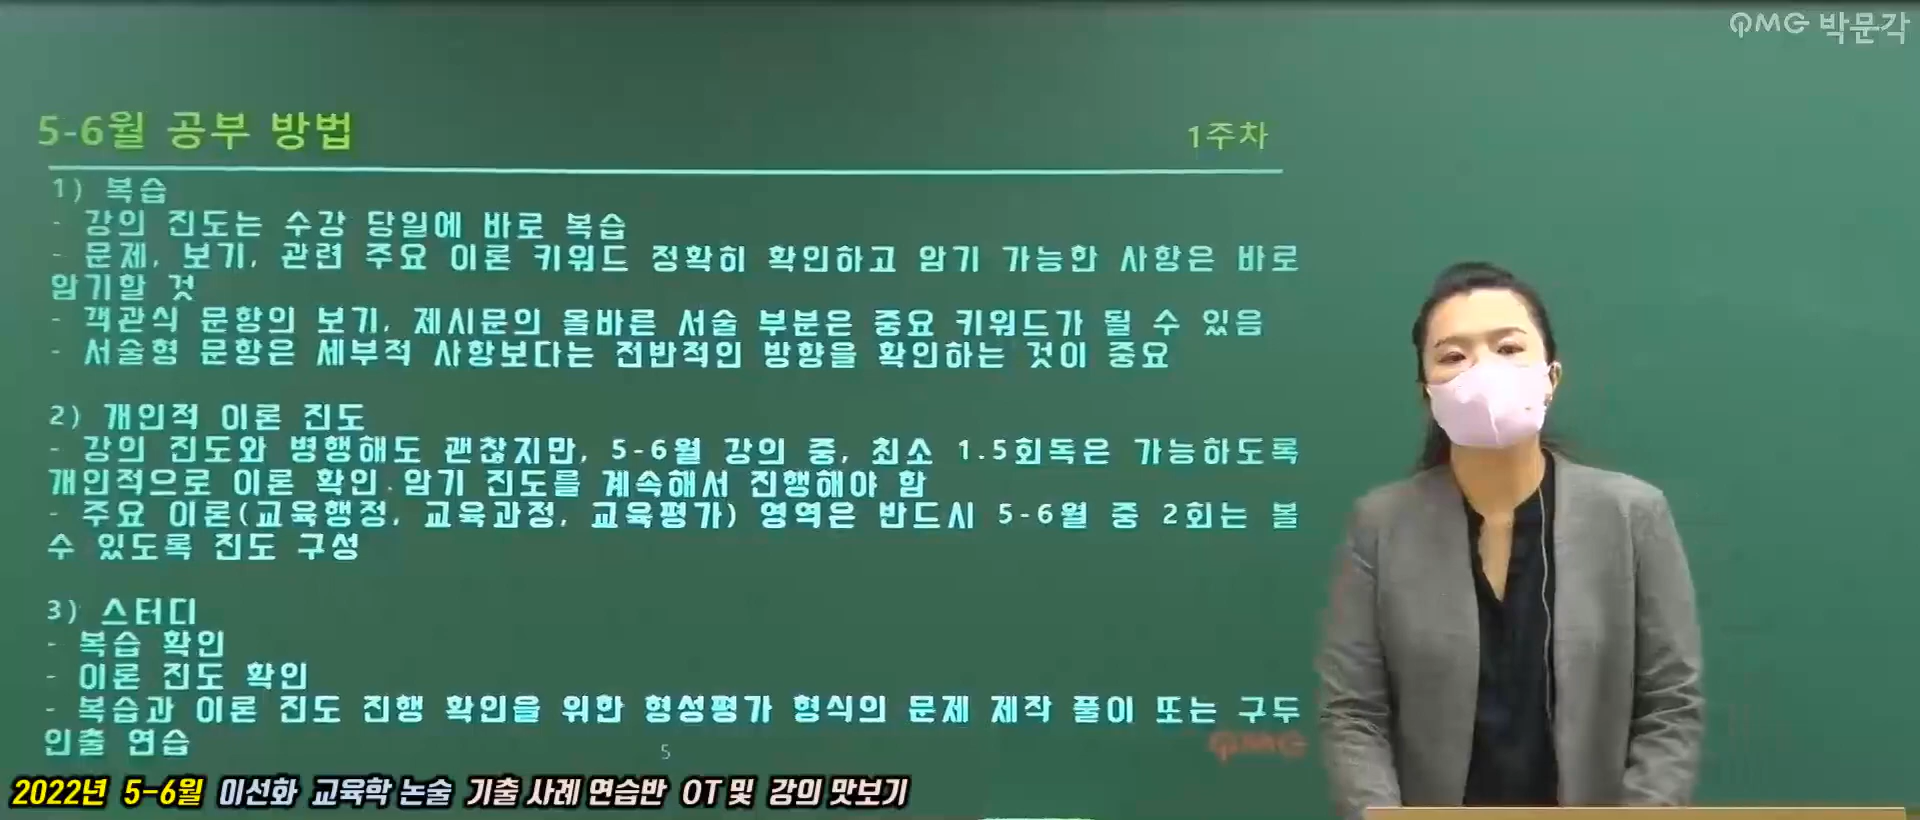 PMG 박문각
5-6월 공부 방법
1주차
1) 복습
- 강의 진도는 수강 당일에 바로 복습
- 문제, 보기, 관련 주요 이론 키워드 정확히 확인하고 암기 가능한 사항은 바로
암기할 것
- 객관식 문항의 보기, 제시문의 올바른 서술 부분은 중요 키워드가 될 수 있음
- 서술형 문항은 세부적 사항보다는 전반적인 방향을 확인하는 것이 중요
2) 개인적 이론 진도
- 강의 진도와 병행해도 괜찮지만, 5-6월 강의 중, 최소 1.5회독은 가능하도록
개인적으로 이론 확인·암기 진도를 계속해서 진행해야 함
- 주요 이론(교육행정, 교육과정, 교육평가) 영역은 반드시 5-6월 중 2회는 볼
수 있도록 진도 구성
3) 스터디
- 복습 확인
- 이론 진도 확인
- 복습과 이론 진도 진행 확인을 위한 형성평가 형식의 문제 제작 풀이 또는 구두
인출 연습
5
PMG
2022년 5-6월 이선화 교육학 논술 기출 사례 연습반 OT 및 강의 맛보기